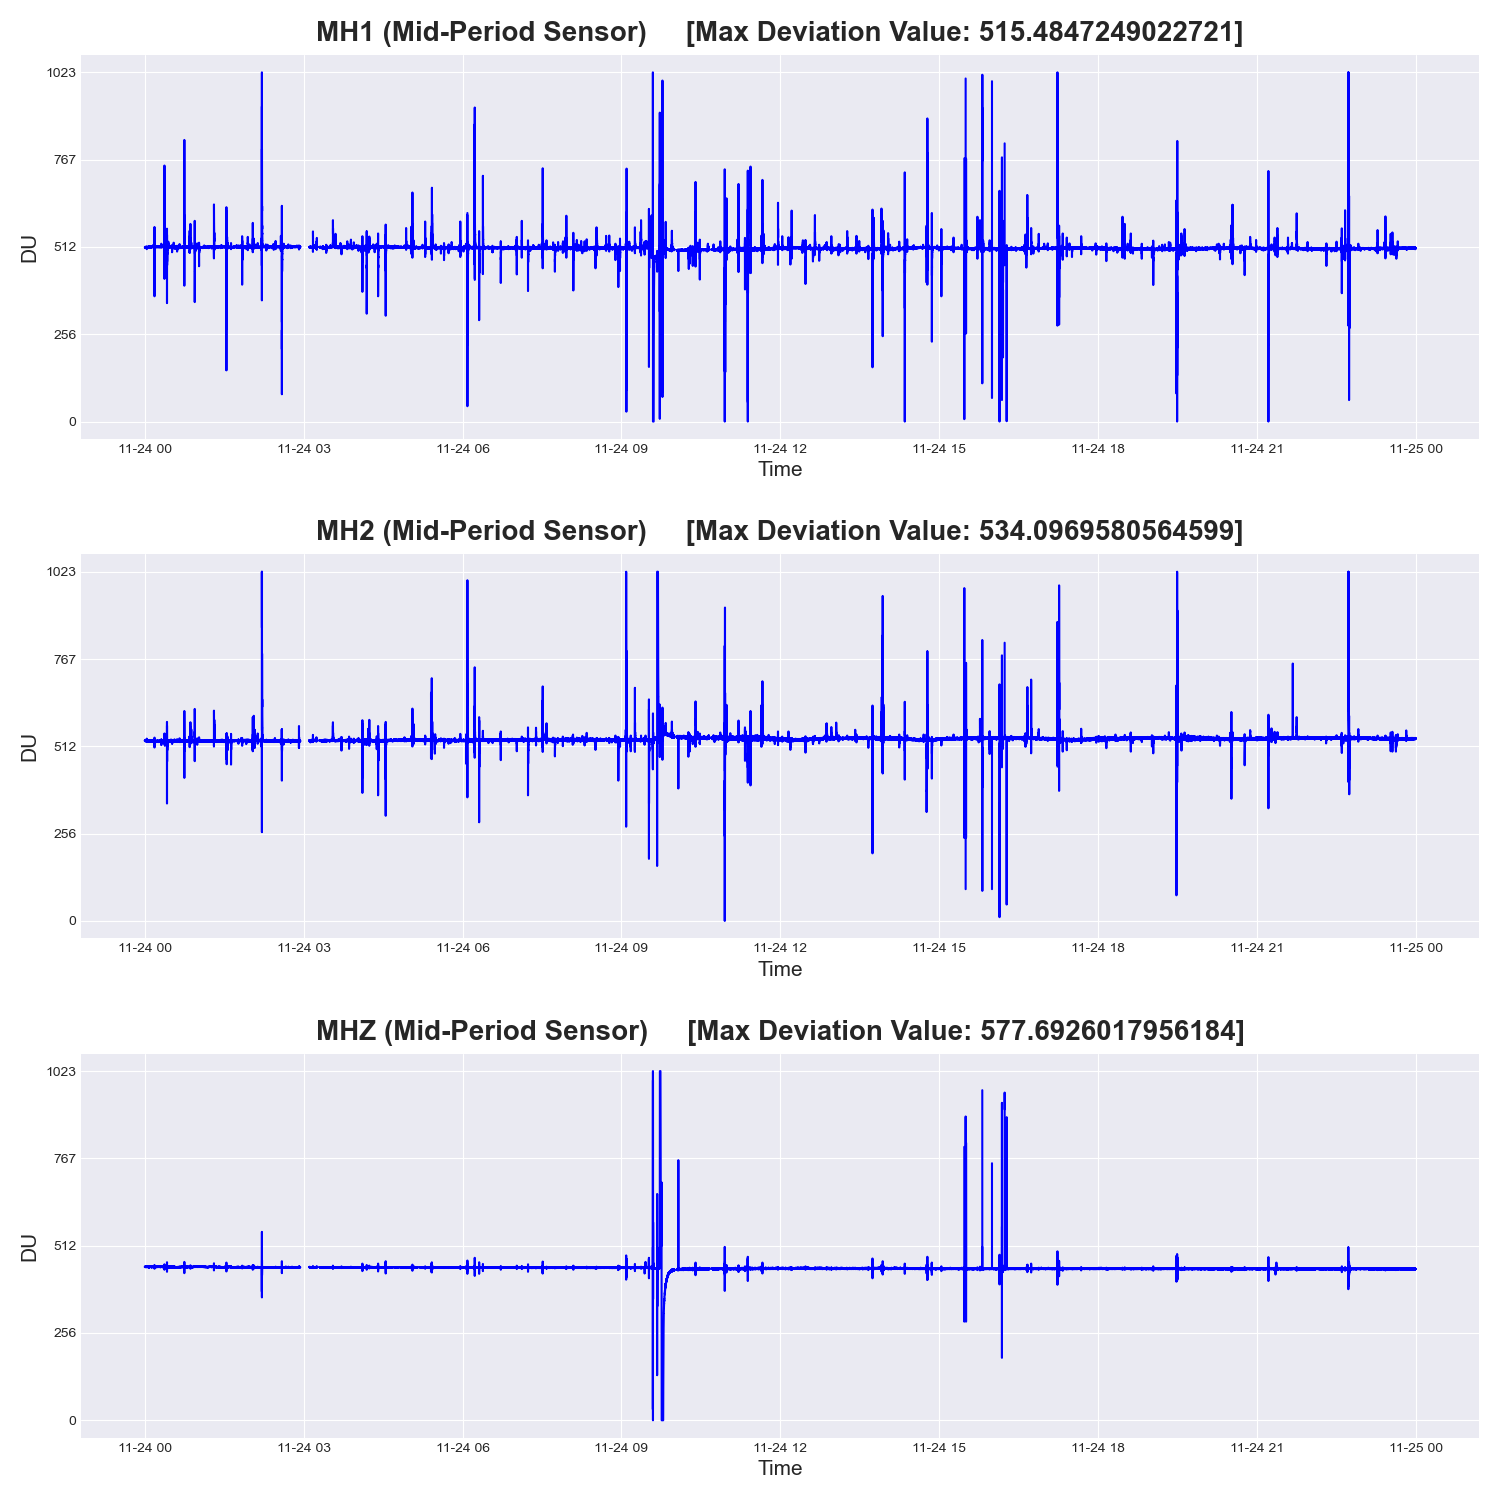 MH1 (Mid-Period Sensor) [Max Deviation Value: 515.4847249022721]
1023
767
512
256
0
DU
11-24 00 11-24 03 11-24 06 11-24 09 11-24 12 11-24 15 11-24 18 11-24 21 11-25 00
Time
MH2 (Mid-Period Sensor) [Max Deviation Value: 534.0969580564599]
1023
767
512
256
0
DU
11-24 00 11-24 03 11-24 06 11-24 09 11-24 12 11-24 15 11-24 18 11-24 21 11-25 00
Time
MHZ (Mid-Period Sensor) [Max Deviation Value: 577.6926017956184]
1023
767
512
256
0
DU
11-24 00 11-24 03 11-24 06 11-24 09 11-24 12 11-24 15 11-24 18 11-24 21 11-25 00
Time